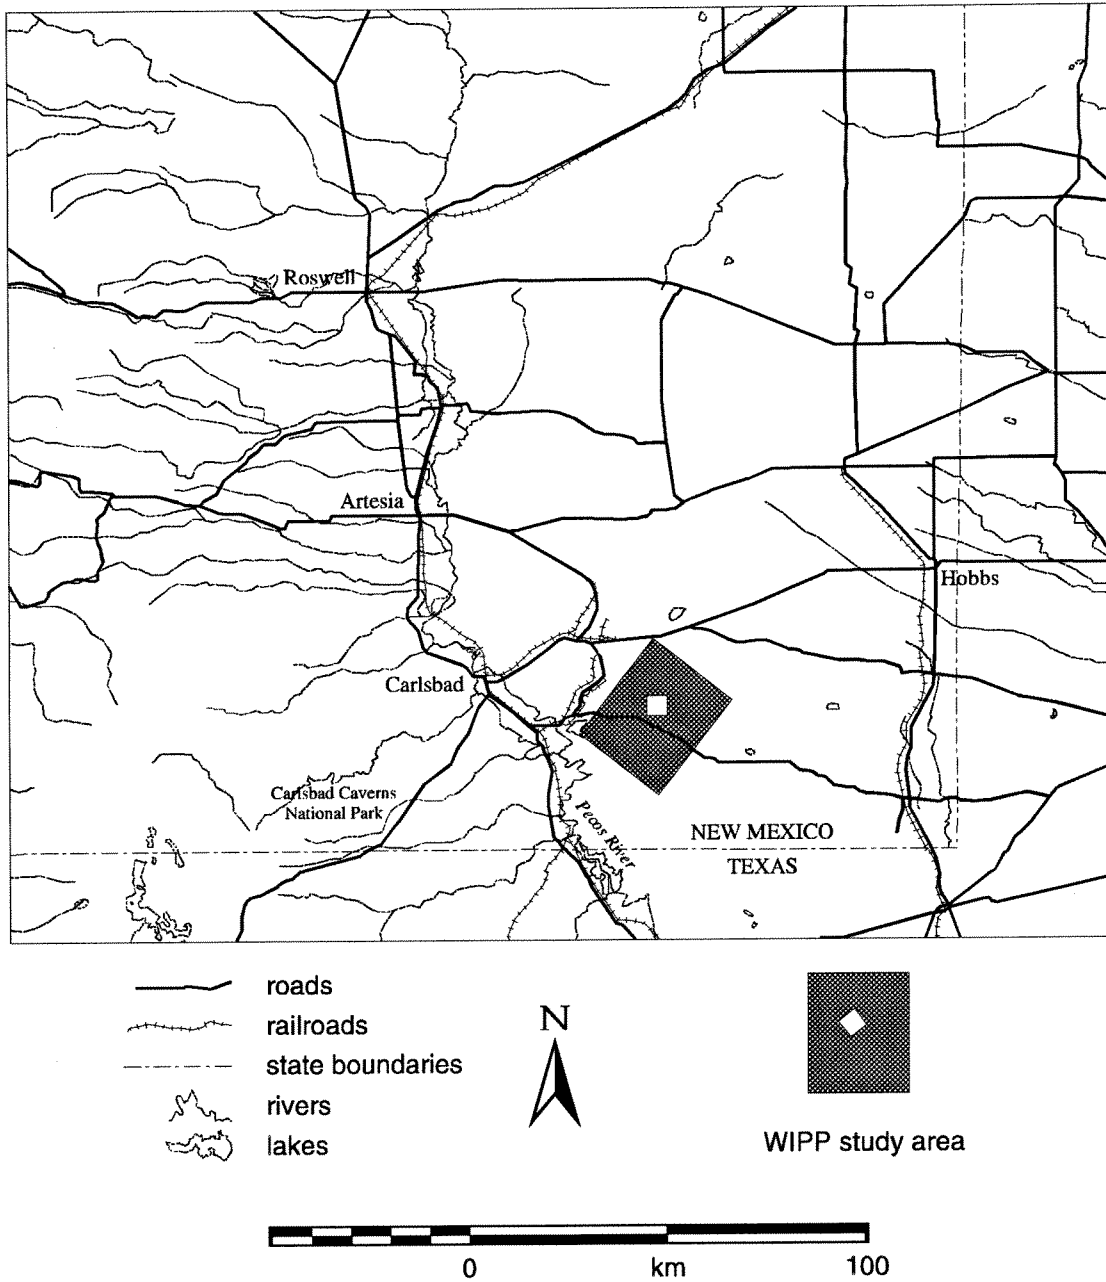 Roswell
Artesia
Hobbs
Carlsbad
Carlsbad Caverns
National Park
Pecos River
NEW MEXICO
TEXAS
roads
railroads
state boundaries
rivers
lakes
N
WIPP study area
0 km 100